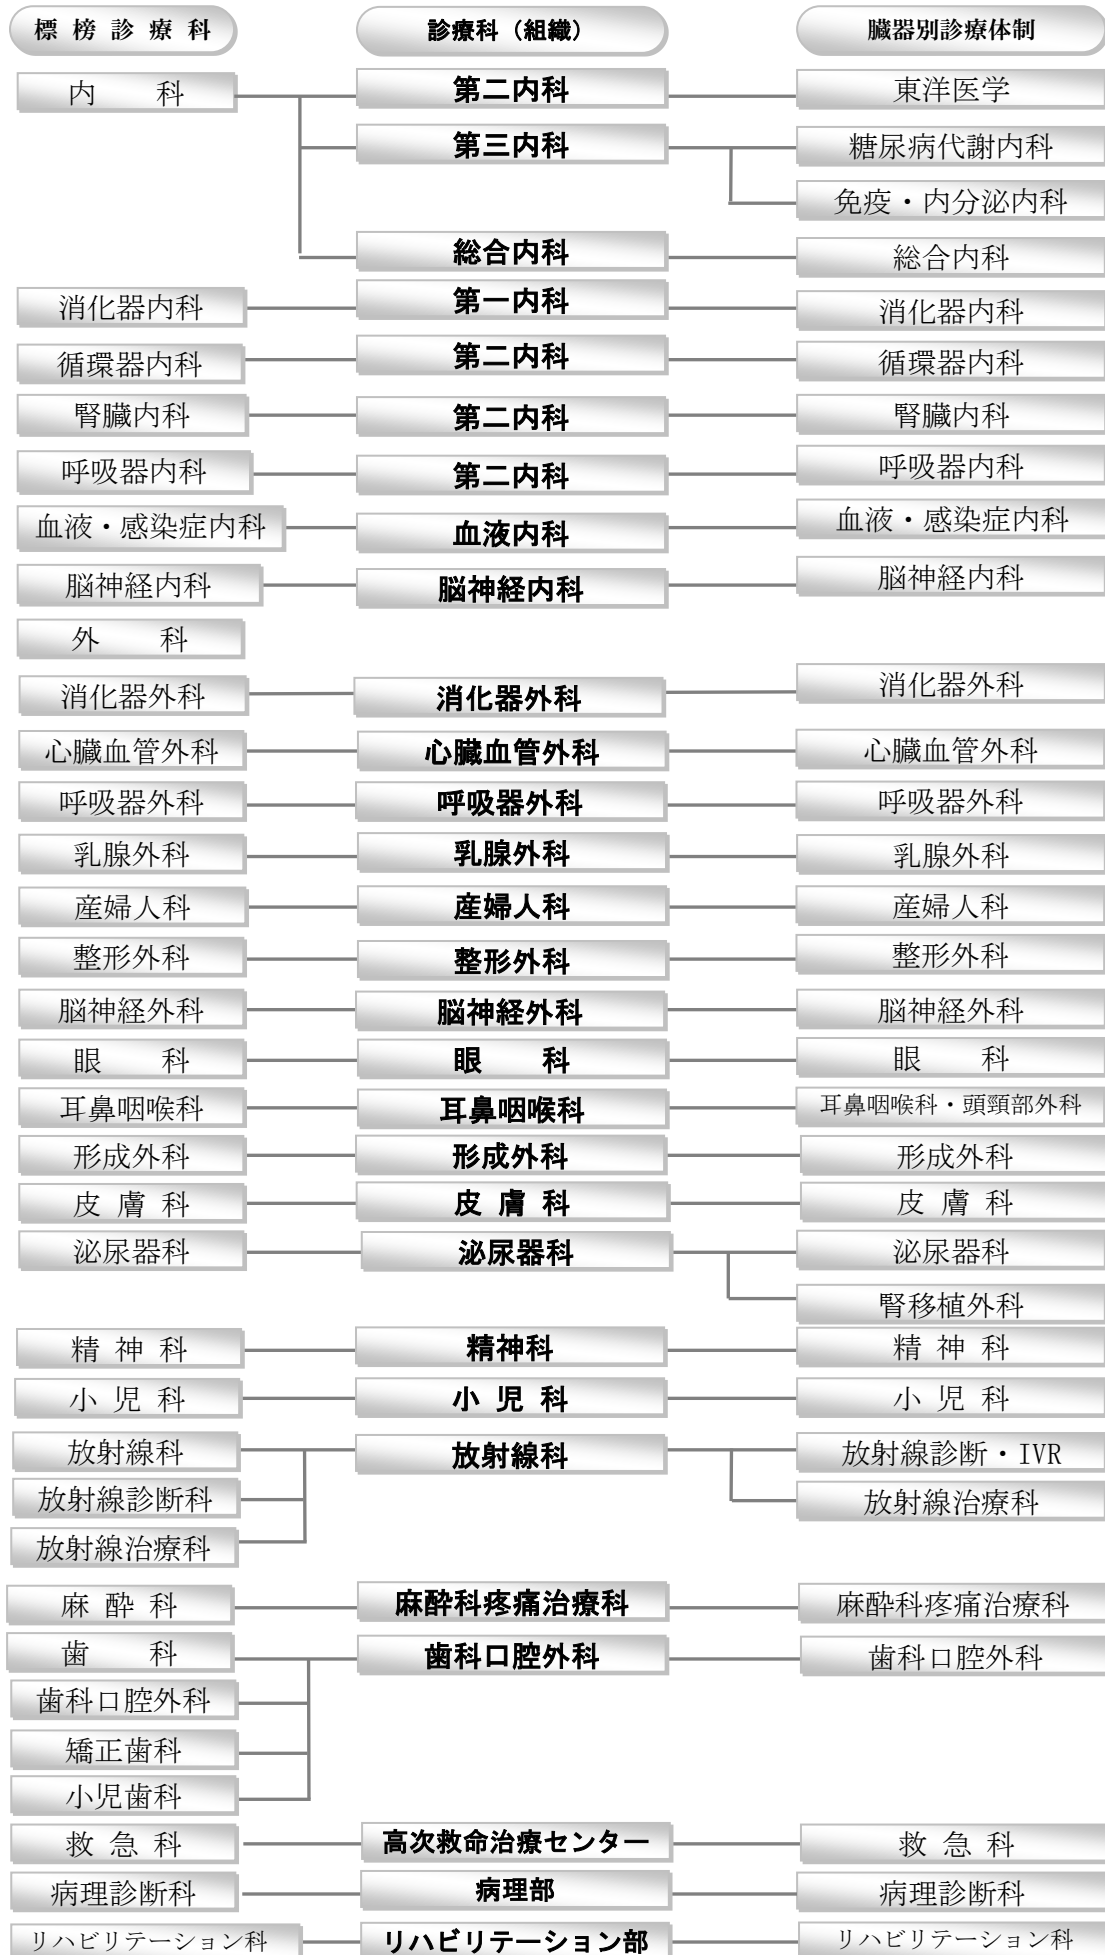 標 榜 診 療 科 診療科（組織） 臓器別診療体制
内　　科 第二内科 東洋医学
第三内科 糖尿病代謝内科
免疫・内分泌内科
総合内科 総合内科
消化器内科 第一内科 消化器内科
循環器内科 第二内科 循環器内科
腎臓内科 第二内科 腎臓内科
呼吸器内科 第二内科 呼吸器内科
血液・感染症内科 血液内科 血液・感染症内科
脳神経内科 脳神経内科 脳神経内科
外　　科
消化器外科 消化器外科 消化器外科
心臓血管外科 心臓血管外科 心臓血管外科
呼吸器外科 呼吸器外科 呼吸器外科
乳腺外科 乳腺外科 乳腺外科
産婦人科 産婦人科 産婦人科
整形外科 整形外科 整形外科
脳神経外科 脳神経外科 脳神経外科
眼　　科 眼　　科 眼　　科
耳鼻咽喉科 耳鼻咽喉科 耳鼻咽喉科・頭頸部外科
形成外科 形成外科 形成外科
皮 膚 科 皮 膚 科 皮 膚 科
泌尿器科 泌尿器科 泌尿器科
腎移植外科
精 神 科 精神科 精 神 科
小 児 科 小 児 科 小 児 科
放射線科 放射線科 放射線診断・IVR
放射線診断科 放射線治療科
放射線治療科
麻 酔 科 麻酔科疼痛治療科 麻酔科疼痛治療科
歯　　科 歯科口腔外科 歯科口腔外科
歯科口腔外科
矯正歯科
小児歯科
救 急 科 高次救命治療センター 救 急 科
病理診断科 病理部 病理診断科
リハビリテーション科 リハビリテーション部 リハビリテーション科